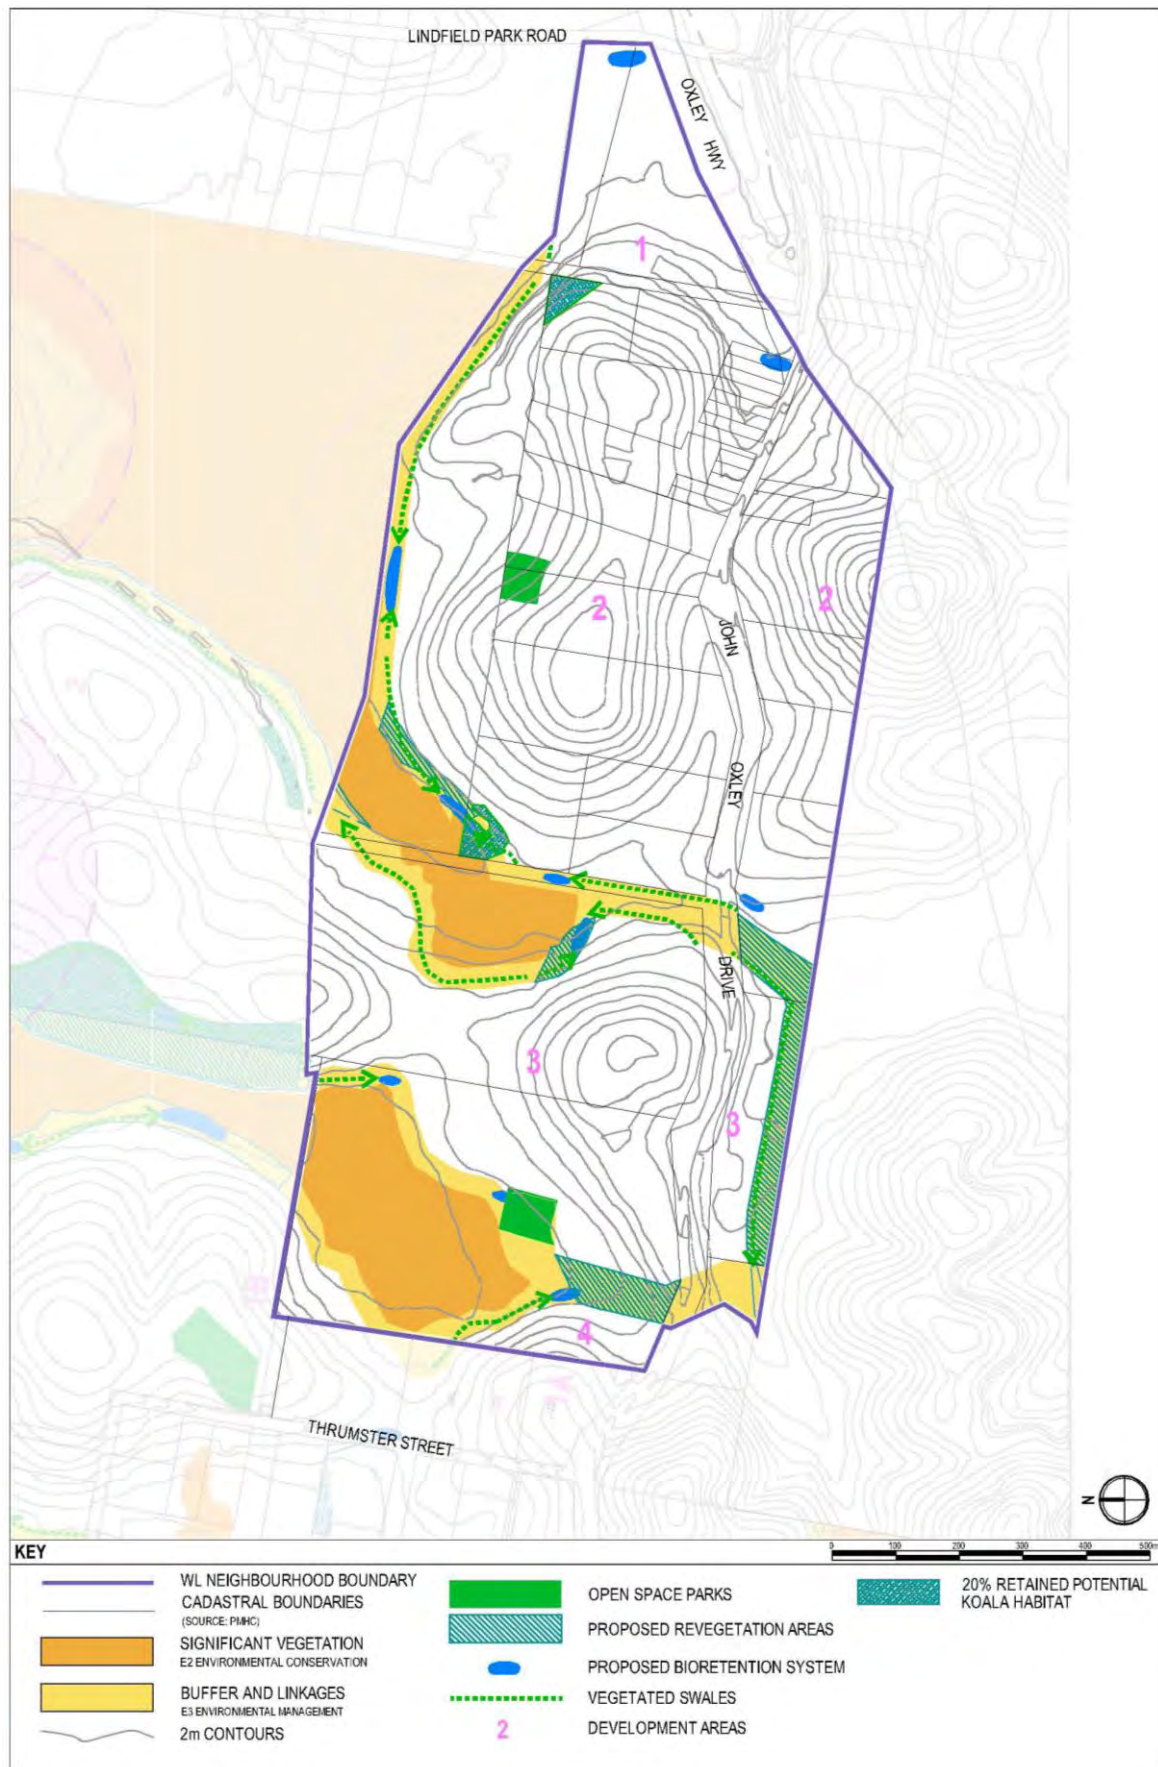 LINDFIELD PARK ROAD
OXLEY HWY
1
2
2
JOHN
OXLEY
DRIVE
3
3
4
THRUMSTER STREET
N
KEY
0 100 200 300 400 500m
WL NEIGHBOURHOOD BOUNDARY
CADASTRAL BOUNDARIES
(SOURCE: PMHC)
SIGNIFICANT VEGETATION
E2 ENVIRONMENTAL CONSERVATION
BUFFER AND LINKAGES
E3 ENVIRONMENTAL MANAGEMENT
2m CONTOURS
OPEN SPACE PARKS
PROPOSED REVEGETATION AREAS
PROPOSED BIORETENTION SYSTEM
VEGETATED SWALES
2
DEVELOPMENT AREAS
20% RETAINED POTENTIAL
KOALA HABITAT